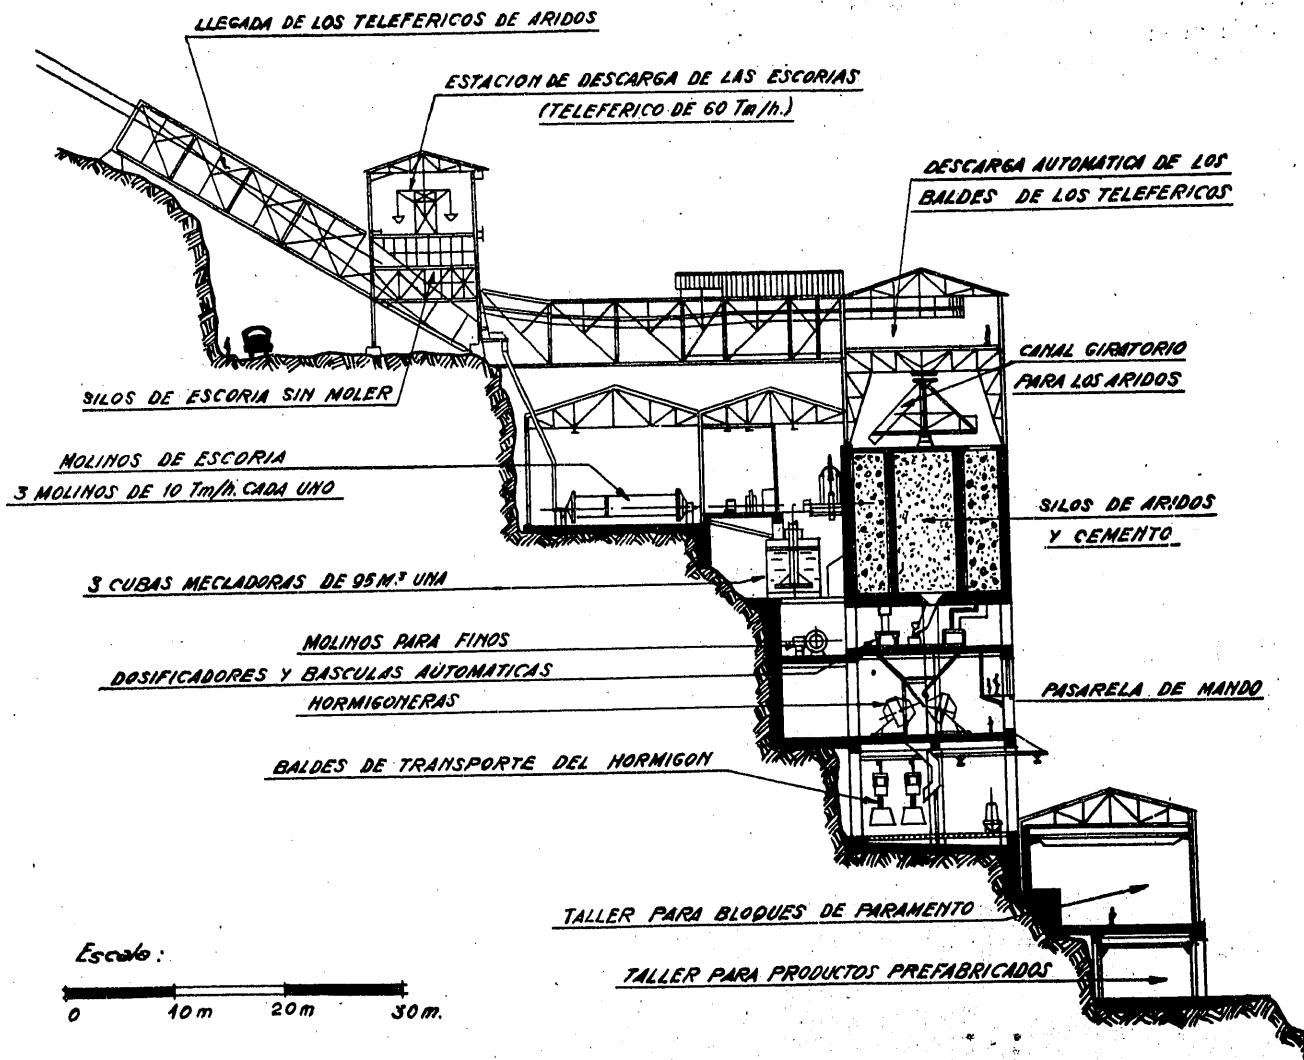 LLEGADA DE LOS TELEFERICOS DE ARIDOS
ESTACION DE DESCARGA DE LAS ESCORIAS
(TELEFERICO DE 60 Tm/h.)
DESCARGA AUTOMATICA DE LOS
BALDES DE LOS TELEFERICOS
CANAL GIRATORIO
PARA LOS ARIDOS
SILOS DE ESCORIA SIN MOLER
MOLINOS DE ESCORIA
3 MOLINOS DE 10 Tm/h. CADA UNO
SILOS DE ARIDOS
Y CEMENTO
3 CUBAS MECLADORAS DE 95 M.³ UNA
MOLINOS PARA FINOS
DOSIFICADORES Y BASCULAS AUTOMATICAS
HORMIGONERAS
PASARELA DE MANDO
BALDES DE TRANSPORTE DEL HORMIGON
TALLER PARA BLOQUES DE PARAMENTO
TALLER PARA PRODUCTOS PREFABRICADOS
Escala:
0 10m 20m 30m.